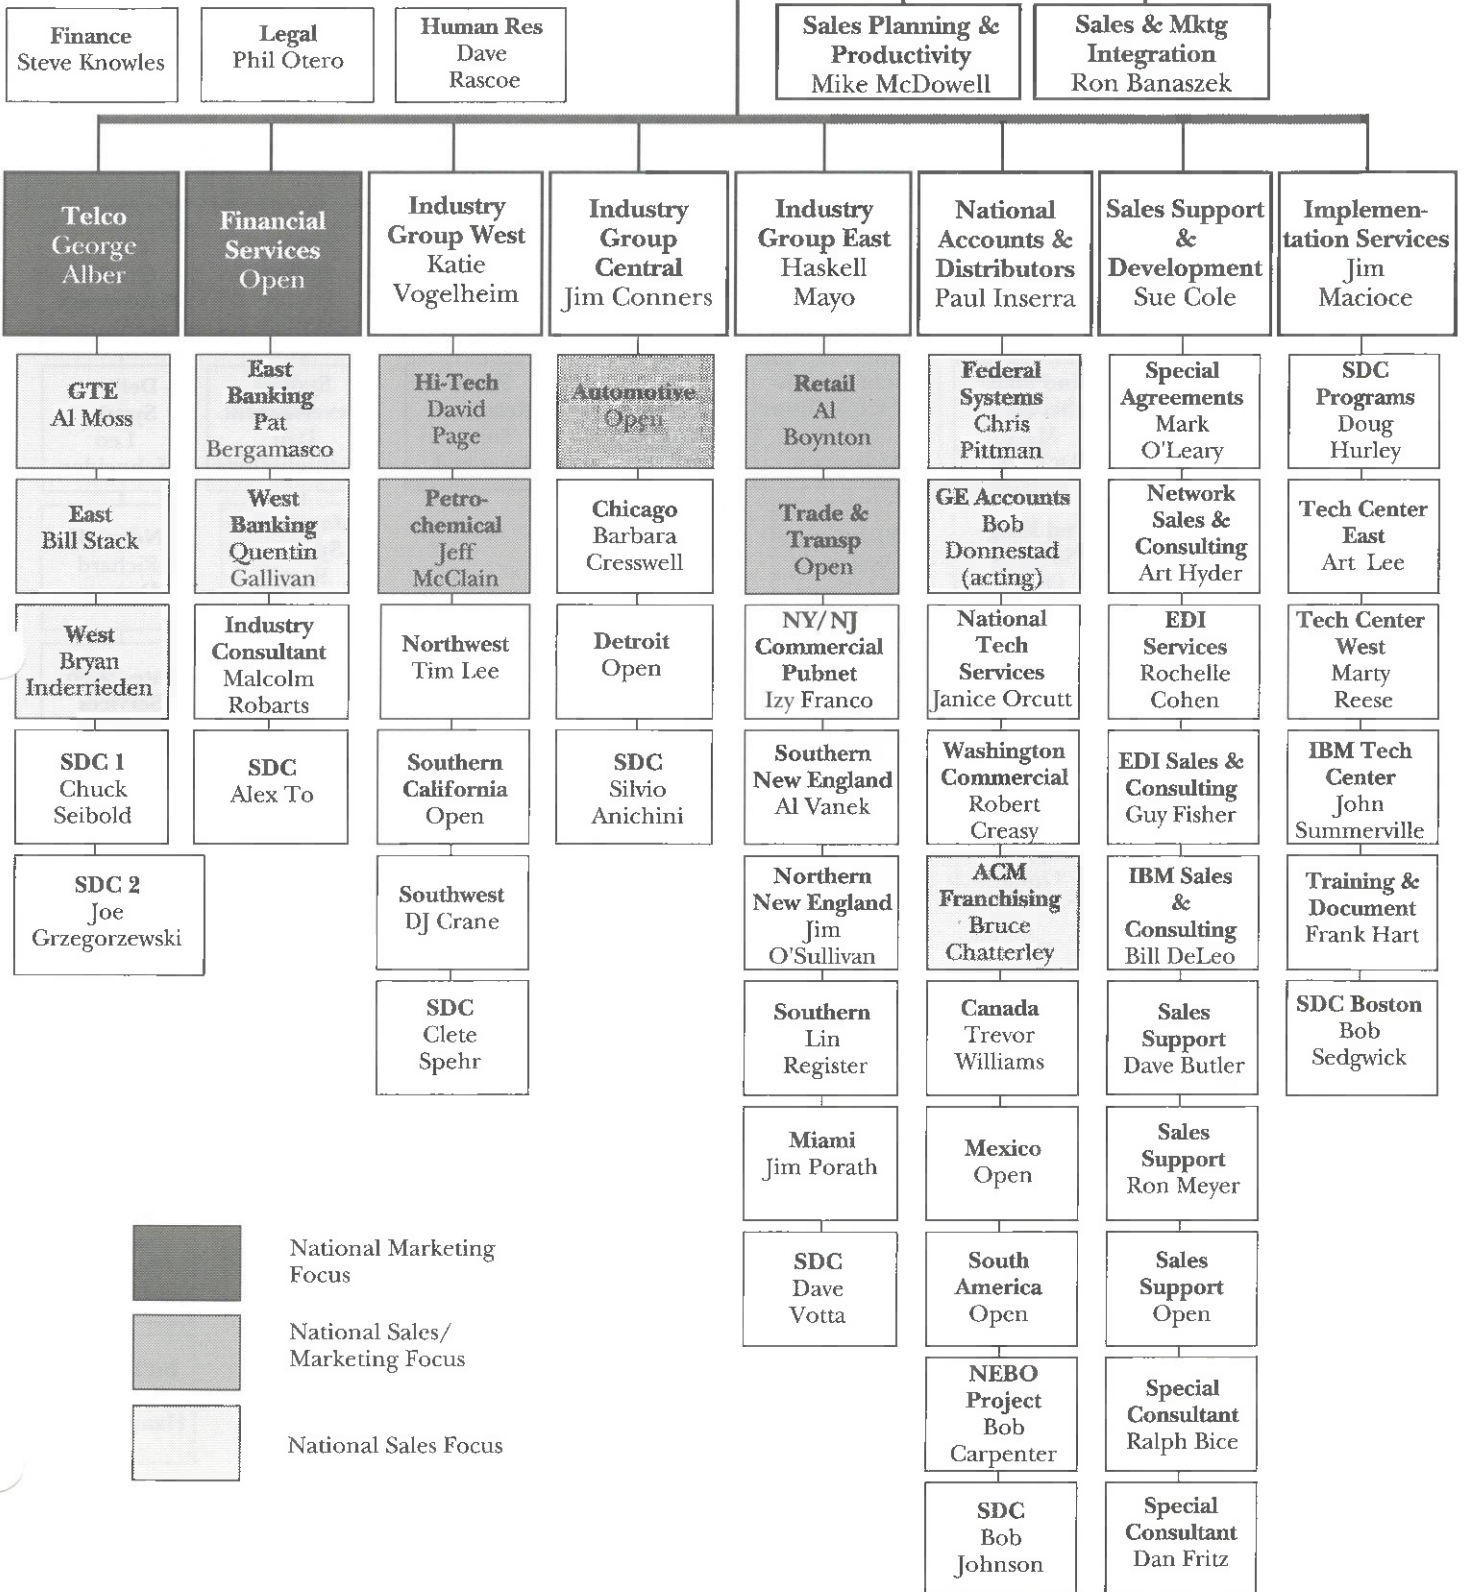 Finance
Steve Knowles
Legal
Phil Otero
Human Res
Dave
Rascoe
Sales Planning &
Productivity
Mike McDowell
Sales & Mktg
Integration
Ron Banaszek
Telco
George
Alber
Financial
Services
Open
Industry
Group West
Katie
Vogelheim
Industry
Group
Central
Jim Conners
Industry
Group East
Haskell
Mayo
National
Accounts &
Distributors
Paul Inserra
Sales Support
&
Development
Sue Cole
Implemen-
tation Services
Jim
Macioce
GTE
Al Moss
East
Bill Stack
West
Bryan
Inderrieden
SDC 1
Chuck
Seibold
SDC 2
Joe
Grzegorzewski
East
Banking
Pat
Bergamasco
West
Banking
Quentin
Gallivan
Industry
Consultant
Malcolm
Robarts
SDC
Alex To
Hi-Tech
David
Page
Petro-
chemical
Jeff
McClain
Northwest
Tim Lee
Southern
California
Open
Southwest
DJ Crane
SDC
Clete
Spehr
Automotive
Open
Chicago
Barbara
Cresswell
Detroit
Open
SDC
Silvio
Anichini
Retail
Al
Boynton
Trade &
Transp
Open
NY/NJ
Commercial
Pubnet
Izy Franco
Southern
New England
Al Vanek
Northern
New England
Jim
O'Sullivan
Southern
Lin
Register
Miami
Jim Porath
SDC
Dave
Votta
Federal
Systems
Chris
Pittman
GE Accounts
Bob
Donnestad
(acting)
National
Tech
Services
Janice Orcutt
Washington
Commercial
Robert
Creasy
ACM
Franchising
Bruce
Chatterley
Canada
Trevor
Williams
Mexico
Open
South
America
Open
NEBO
Project
Bob
Carpenter
SDC
Bob
Johnson
Special
Agreements
Mark
O'Leary
Network
Sales &
Consulting
Art Hyder
EDI
Services
Rochelle
Cohen
EDI Sales &
Consulting
Guy Fisher
IBM Sales
&
Consulting
Bill DeLeo
Sales
Support
Dave Butler
Sales
Support
Ron Meyer
Sales
Support
Open
Special
Consultant
Ralph Bice
Special
Consultant
Dan Fritz
SDC
Programs
Doug
Hurley
Tech Center
East
Art Lee
Tech Center
West
Marty
Reese
IBM Tech
Center
John
Summerville
Training &
Document
Frank Hart
SDC Boston
Bob
Sedgwick
National Marketing
Focus
National Sales/
Marketing Focus
National Sales Focus